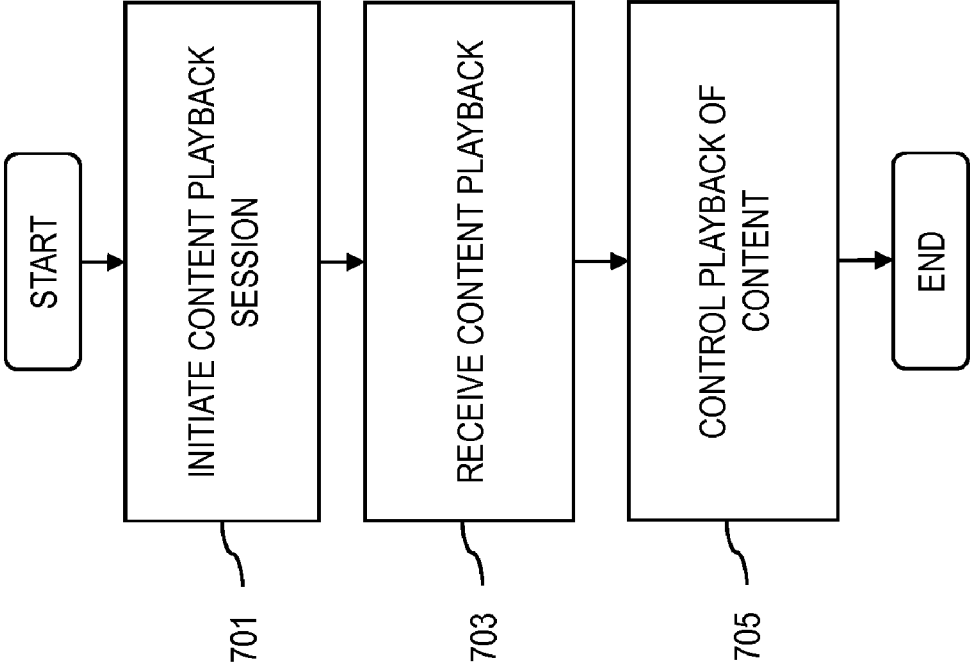 START
701
INITIATE CONTENT PLAYBACK
SESSION
703
RECEIVE CONTENT PLAYBACK
705
CONTROL PLAYBACK OF
CONTENT
END